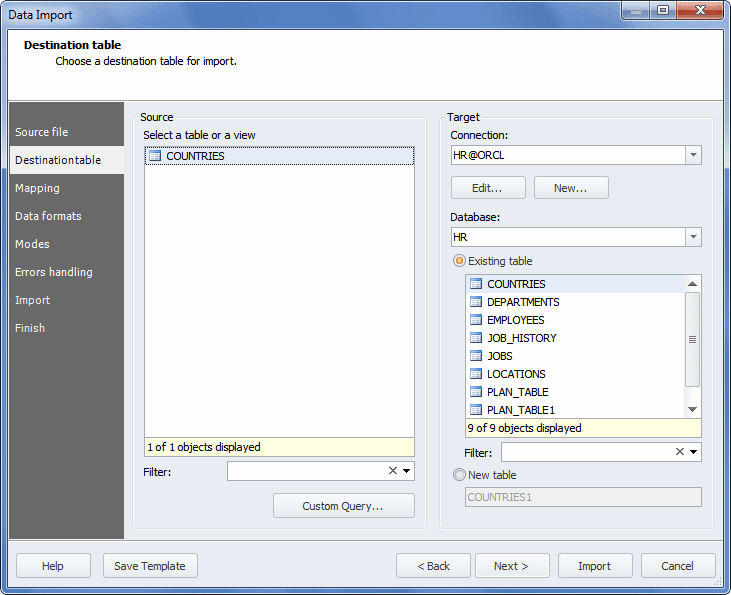 Data Import
Destination table
Choose a destination table for import.
Source file
Destinationtable
Mapping
Data formats
Modes
Errors handling
Import
Finish
Source
Select a table or a view
COUNTRIES
1 of 1 objects displayed
Filter:
Custom Query...
Target
Connection:
HR@ORCL
Edit...
New...
Database:
HR
Existing table
COUNTRIES
DEPARTMENTS
EMPLOYEES
JOB_HISTORY
JOBS
LOCATIONS
PLAN_TABLE
PLAN_TABLE1
9 of 9 objects displayed
Filter:
New table
COUNTRIES1
Help
Save Template
< Back
Next >
Import
Cancel